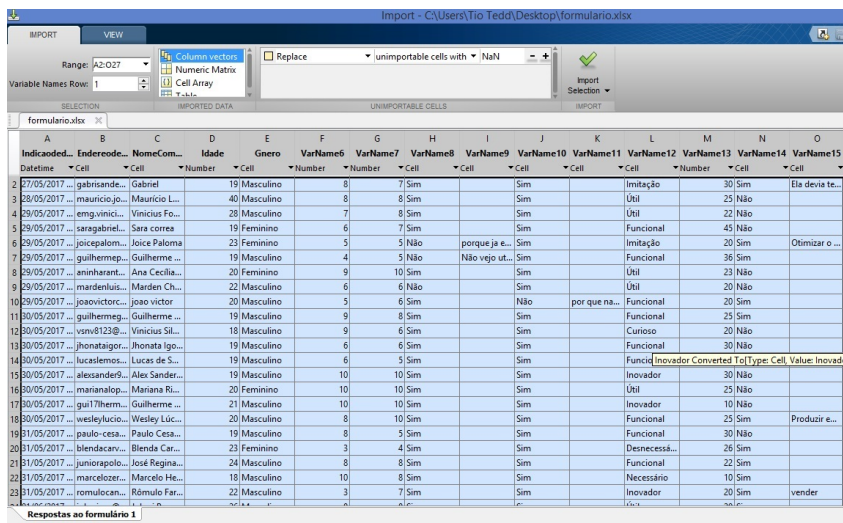 Import - C:\Users\Tio Tedd\Desktop\formulario.xlsx
IMPORT VIEW
Range: A2:O27
Variable Names Row: 1
Column vectors
Numeric Matrix
Cell Array
Table
Replace unimportable cells with NaN - +
Import
Selection
SELECTION IMPORTED DATA UNIMPORTABLE CELLS IMPORT
formulario.xlsx
A B C D E F G H I J K L M N O
Indicaoded... Endereode... NomeCom... Idade Gnero VarName6 VarName7 VarName8 VarName9 VarName10 VarName11 VarName12 VarName13 VarName14 VarName15
Datetime Cell Cell Number Cell Number Number Cell Cell Cell Cell Cell Number Cell Cell
2 27/05/2017 ... gabrisande... Gabriel 19 Masculino 8 7 Sim Sim Imitação 30 Sim Ela devia te...
3 28/05/2017 ... mauricio.jo... Maurício L... 40 Masculino 8 8 Sim Sim Útil 25 Não
4 29/05/2017 ... emg.vinici... Vinicius Fo... 28 Masculino 7 8 Sim Sim Útil 22 Não
5 29/05/2017 ... saragabriel... Sara correa 19 Feminino 6 7 Sim Sim Funcional 45 Não
6 29/05/2017 ... joicepalom... Joice Paloma 23 Feminino 5 5 Não porque ja e... Sim Imitação 20 Sim Otimizar o ...
7 29/05/2017 ... guilhermep... Guilherme ... 19 Masculino 4 5 Não Não vejo ut... Sim Funcional 36 Sim
8 29/05/2017 ... aninharant... Ana Cecília... 20 Feminino 9 10 Sim Sim Útil 23 Não
9 29/05/2017 ... mardenluis... Marden Ch... 22 Masculino 6 6 Não Sim Útil 20 Não
10 29/05/2017 ... joaovictorc... joao victor 20 Masculino 5 6 Sim Não por que na... Funcional 20 Sim
11 30/05/2017 ... guilhermeg... Guilherme ... 19 Masculino 9 8 Sim Sim Funcional 25 Sim
12 30/05/2017 ... vsnv8123@... Vinicius Sil... 18 Masculino 9 6 Sim Sim Curioso 20 Não
13 30/05/2017 ... jhonataigor... Jhonata Igo... 19 Masculino 9 6 Sim Sim Funcional 30 Não
14 30/05/2017 ... lucaslemos... Lucas de S... 19 Masculino 6 5 Sim Sim Funcio Inovador Converted To[Type: Cell, Value: Inovado
15 30/05/2017 ... alexsander9... Alex Sander... 19 Masculino 10 10 Sim Sim Inovador 30 Não
16 30/05/2017 ... marianalop... Mariana Ri... 20 Feminino 10 10 Sim Sim Útil 25 Não
17 30/05/2017 ... gui17lherm... Guilherme ... 21 Masculino 10 10 Sim Sim Inovador 10 Não
18 30/05/2017 ... wesleylucio... Wesley Lúc... 20 Masculino 8 10 Sim Sim Funcional 25 Sim Produzir e...
19 31/05/2017 ... paulo-cesa... Paulo Cesa... 19 Masculino 8 5 Sim Sim Funcional 30 Não
20 31/05/2017 ... blendacarv... Blenda Car... 23 Feminino 3 4 Sim Sim Desnecessá... 26 Sim
21 31/05/2017 ... juniorapolo... José Regina... 24 Masculino 8 8 Sim Sim Funcional 22 Sim
22 31/05/2017 ... marcelozer... Marcelo He... 18 Masculino 10 8 Sim Sim Necessário 10 Sim
23 31/05/2017 ... romulocan... Rômulo Far... 22 Masculino 3 7 Sim Sim Inovador 20 Sim vender
Respostas ao formulário 1